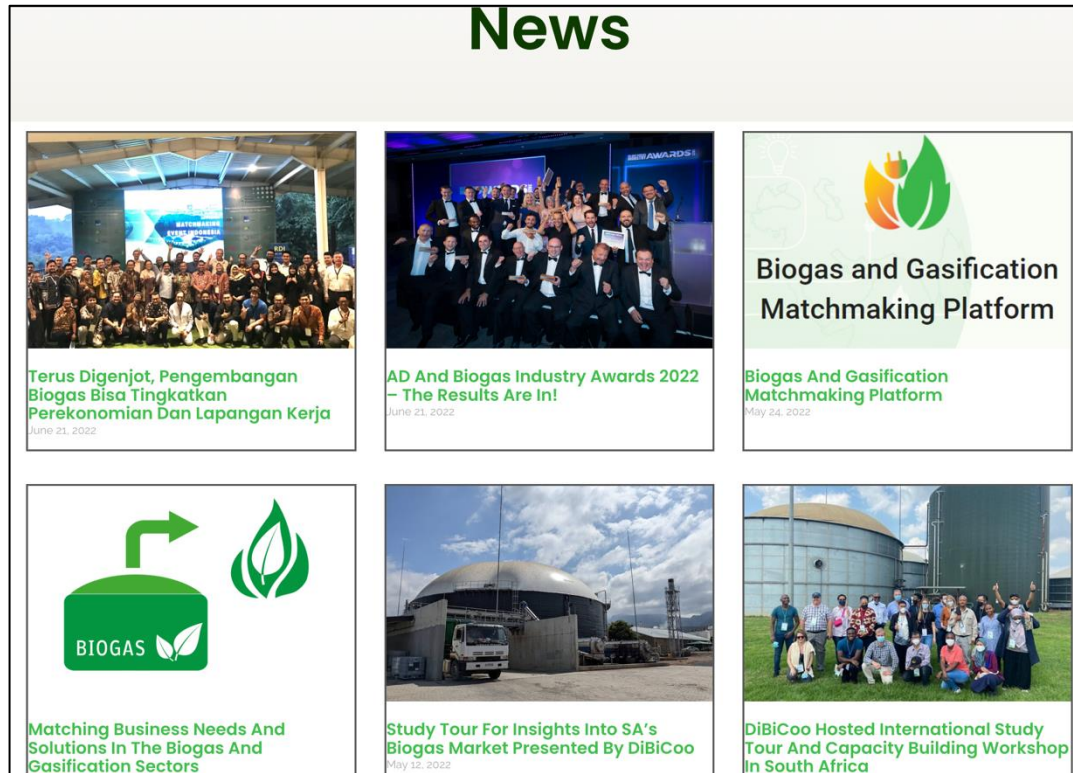 News
MATCHMAKING
EVENT INDONESIA
AWARDS
Terus Digenjot, Pengembangan
Biogas Bisa Tingkatkan
Perekonomian Dan Lapangan Kerja
June 21, 2022
AD And Biogas Industry Awards 2022
– The Results Are In!
June 21, 2022
Biogas and Gasification
Matchmaking Platform
Biogas And Gasification
Matchmaking Platform
May 24, 2022
BIOGAS
Matching Business Needs And
Solutions In The Biogas And
Gasification Sectors
Study Tour For Insights Into SA’s
Biogas Market Presented By DiBiCoo
May 12, 2022
DiBiCoo Hosted International Study
Tour And Capacity Building Workshop
In South Africa